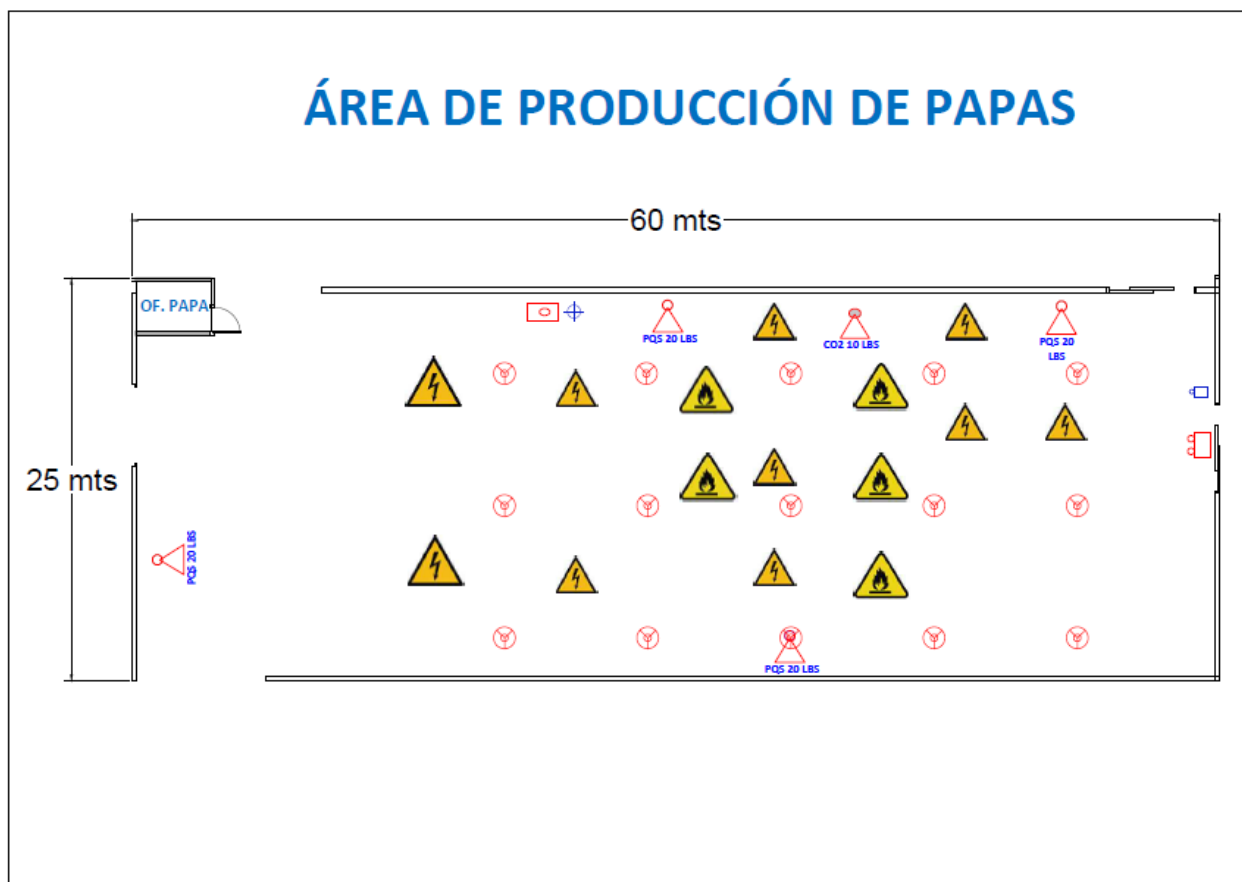 ÁREA DE PRODUCCIÓN DE PAPAS
60 mts
OF. PAPA
PQS 20 LBS
CO2 10 LBS
PQS 20
LBS
25 mts
PQS 20 LBS
PQS 20 LBS